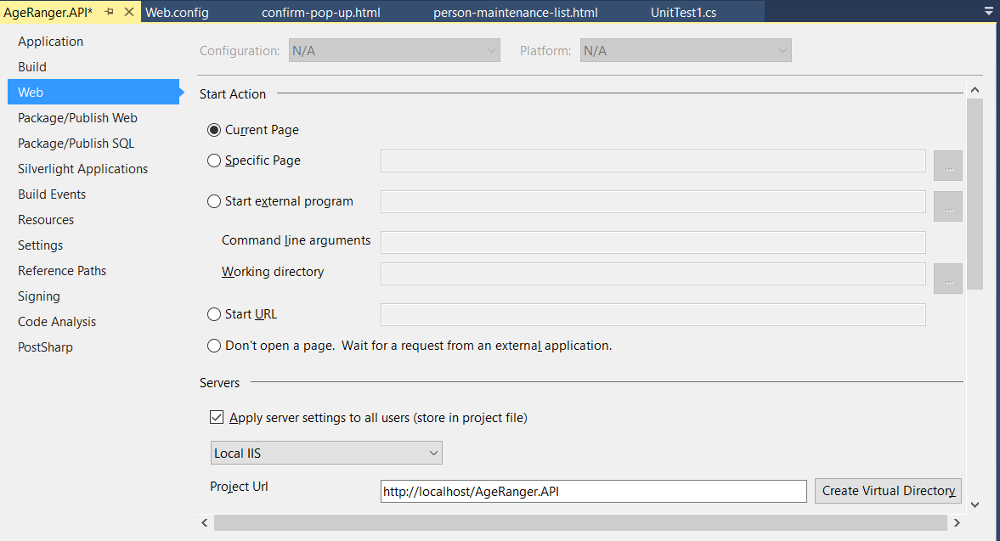 AgeRanger.API* Web.config confirm-pop-up.html person-maintenance-list.html UnitTest1.cs
Application
Build
Web
Package/Publish Web
Package/Publish SQL
Silverlight Applications
Build Events
Resources
Settings
Reference Paths
Signing
Code Analysis
PostSharp
Configuration: N/A Platform: N/A
Start Action
Current Page
Specific Page ...
Start external program ...
Command line arguments
Working directory ...
Start URL
Don't open a page. Wait for a request from an external application.
Servers
Apply server settings to all users (store in project file)
Local IIS
Project Url http://localhost/AgeRanger.API Create Virtual Directory